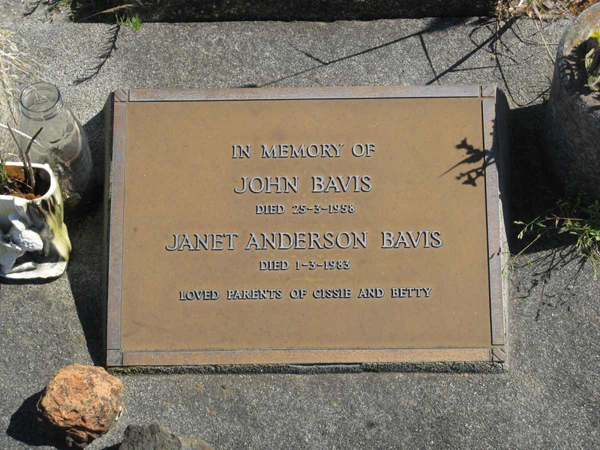 IN MEMORY OF
JOHN BAVIS
DIED 25-3-1958
JANET ANDERSON BAVIS
DIED 1-3-1983
LOVED PARENTS OF CISSIE AND BETTY